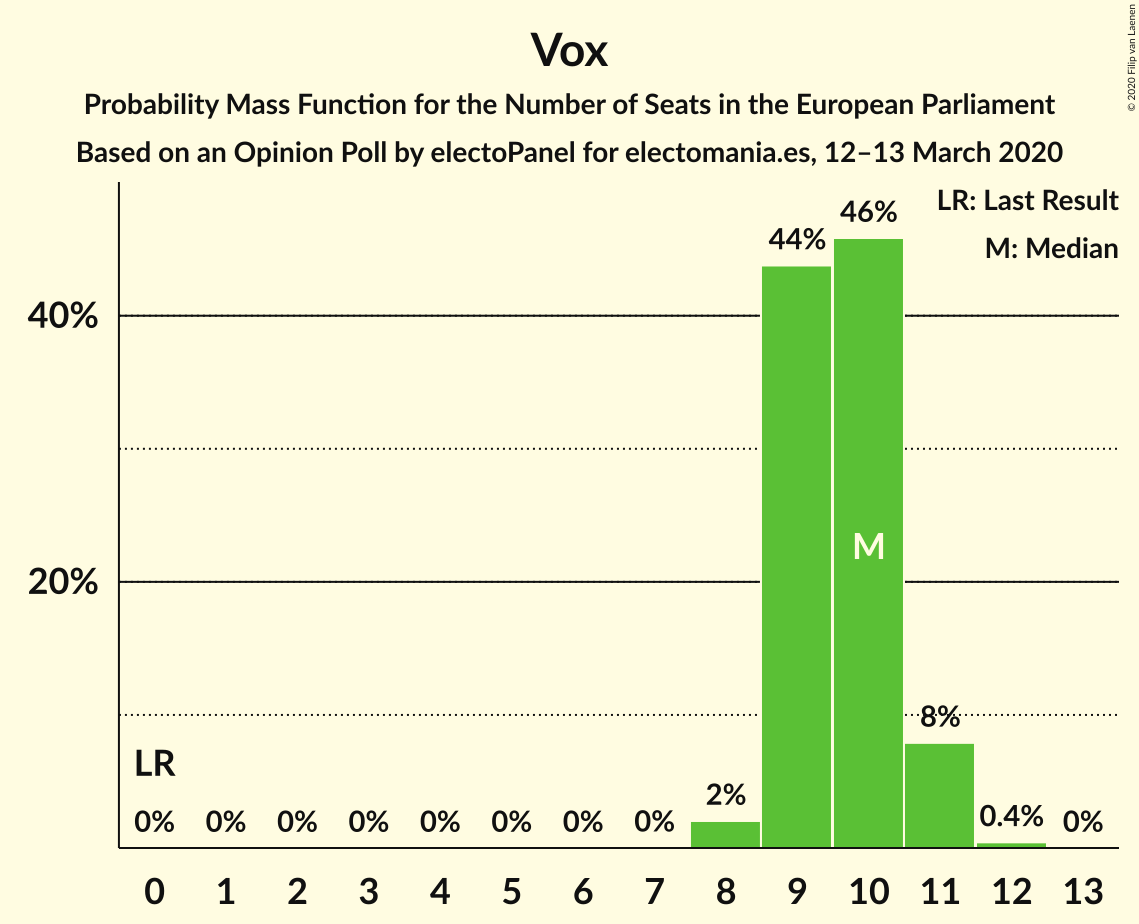 Vox
Probability Mass Function for the Number of Seats in the European Parliament
Based on an Opinion Poll by electoPanel for electomania.es, 12–13 March 2020
© 2020 Filip van Laenen
LR: Last Result
M: Median
40%
20%
LR
M
0% 0% 0% 0% 0% 0% 0% 0% 2% 44% 46% 8% 0.4% 0%
0 1 2 3 4 5 6 7 8 9 10 11 12 13